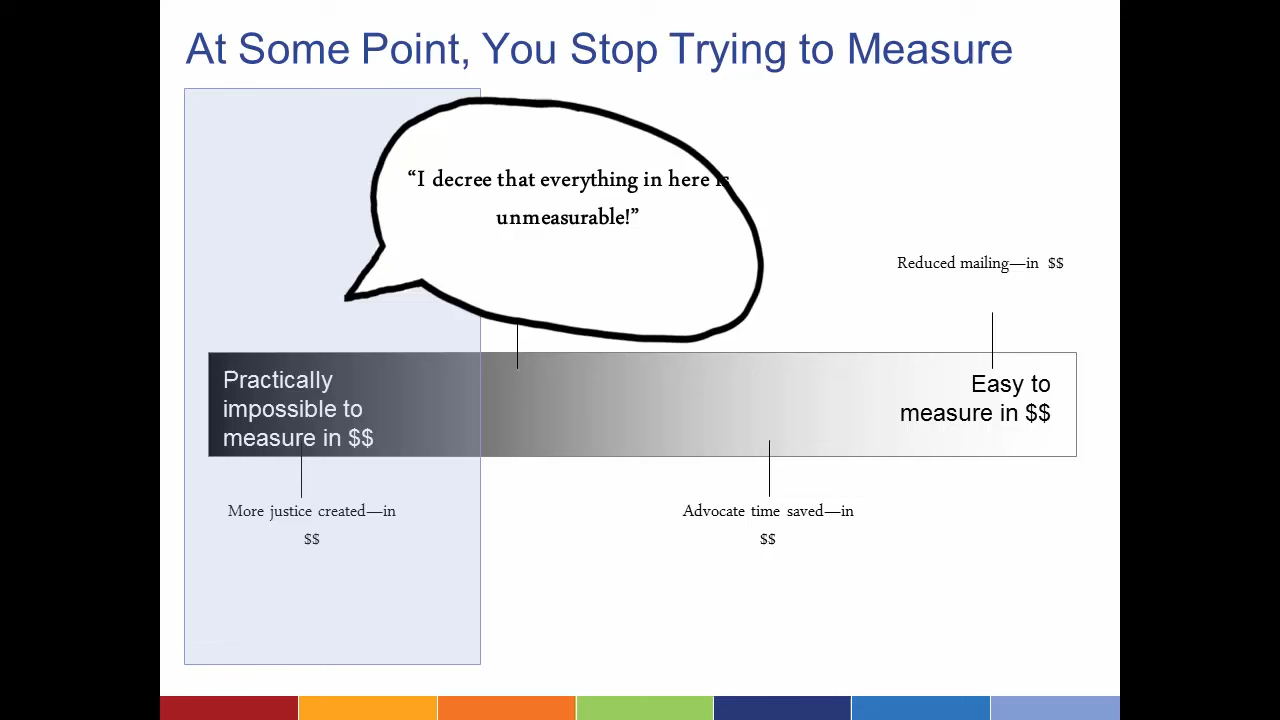 At Some Point, You Stop Trying to Measure
“I decree that everything in here is
unmeasurable!”
Reduced mailing—in $$
Practically
impossible to
measure in $$
Easy to
measure in $$
More justice created—in
$$
Advocate time saved—in
$$